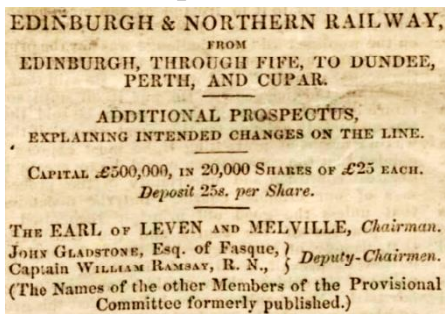 EDINBURGH & NORTHERN RAILWAY,
FROM
EDINBURGH, THROUGH FIFE, TO DUNDEE,
PERTH, AND CUPAR.
ADDITIONAL PROSPECTUS,
EXPLAINING INTENDED CHANGES ON THE LINE.
CAPITAL £500,000, IN 20,000 SHARES OF £25 EACH.
Deposit 25s. per Share.
THE EARL OF LEVEN AND MELVILLE, Chairman.
JOHN GLADSTONE, Esq. of Fasque, } Deputy-Chairmen.
Captain WILLIAM RAMSAY, R. N.,
(The Names of the other Members of the Provisional
Committee formerly published.)